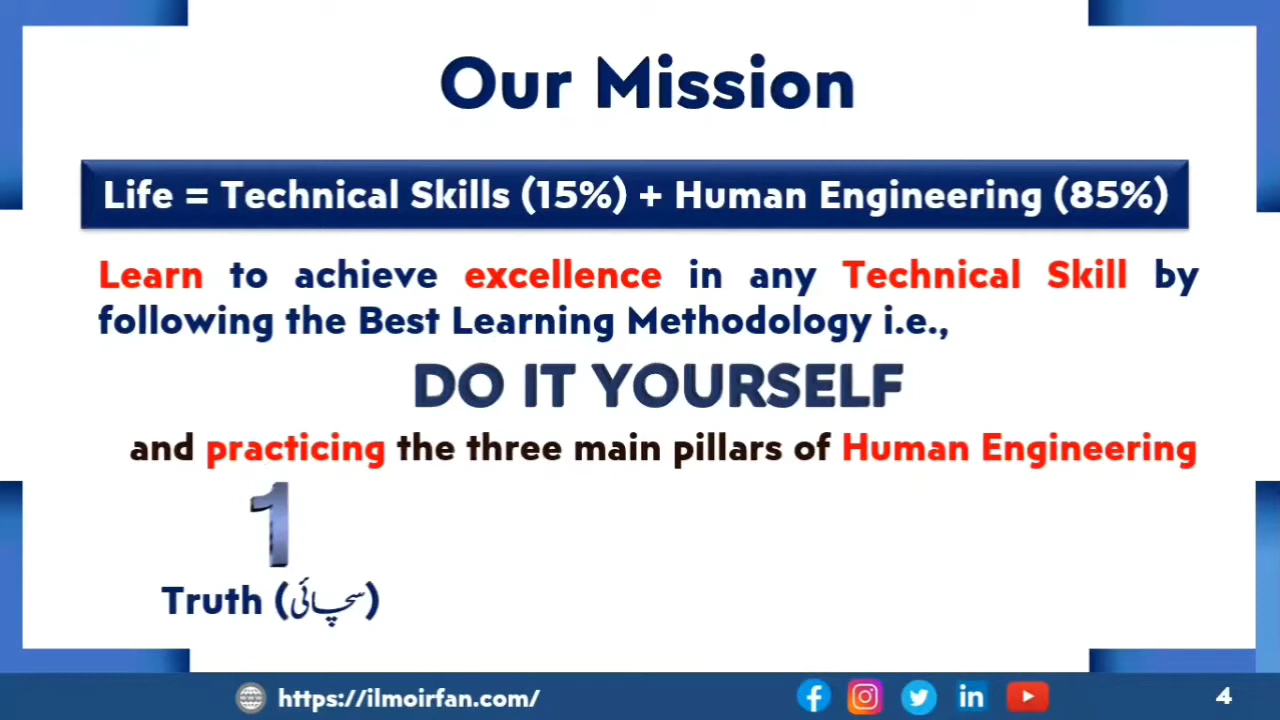 Our Mission
Life = Technical Skills (15%) + Human Engineering (85%)
Learn to achieve excellence in any Technical Skill by
following the Best Learning Methodology i.e.,
DO IT YOURSELF
and practicing the three main pillars of Human Engineering
1
Truth (سچائی)
https://ilmoirfan.com/
4